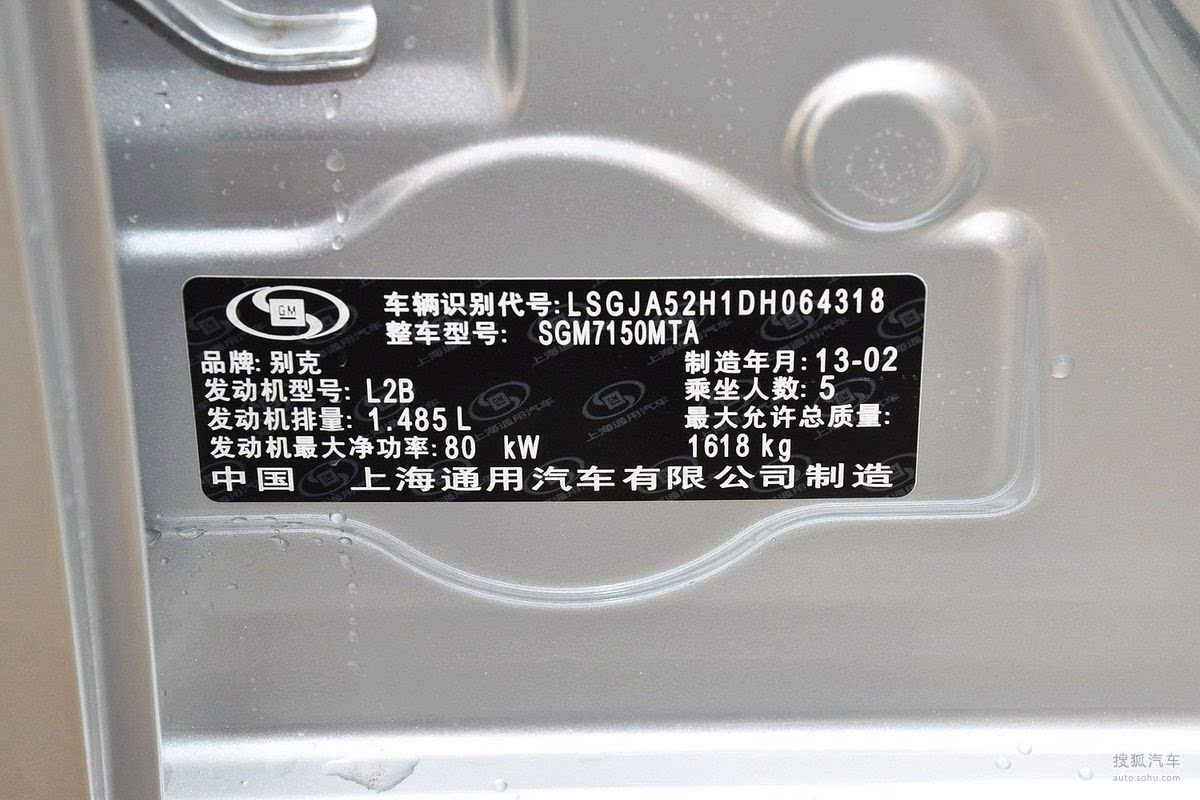 GM
车辆识别代号:LSGJA52H1DH064318
整车型号: SGM7150MTA
品牌: 别克 制造年月:13-02
发动机型号: L2B 乘坐人数: 5
发动机排量: 1.485 L 最大允许总质量:
发动机最大净功率:80 kW 1618 kg
中国 上海通用汽车有限公司制造
搜狐汽车
auto.sohu.com